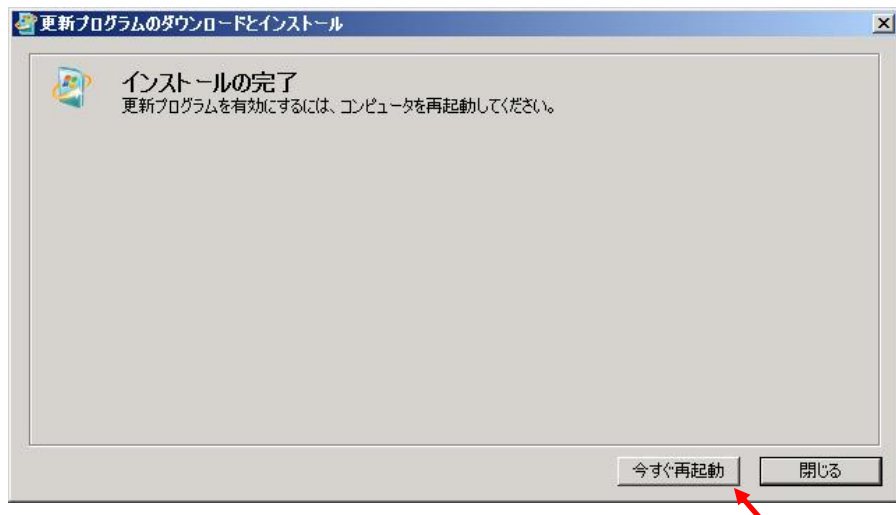 更新プログラムのダウンロードとインストール
インストールの完了
更新プログラムを有効にするには、コンピュータを再起動してください。
今すぐ再起動
閉じる